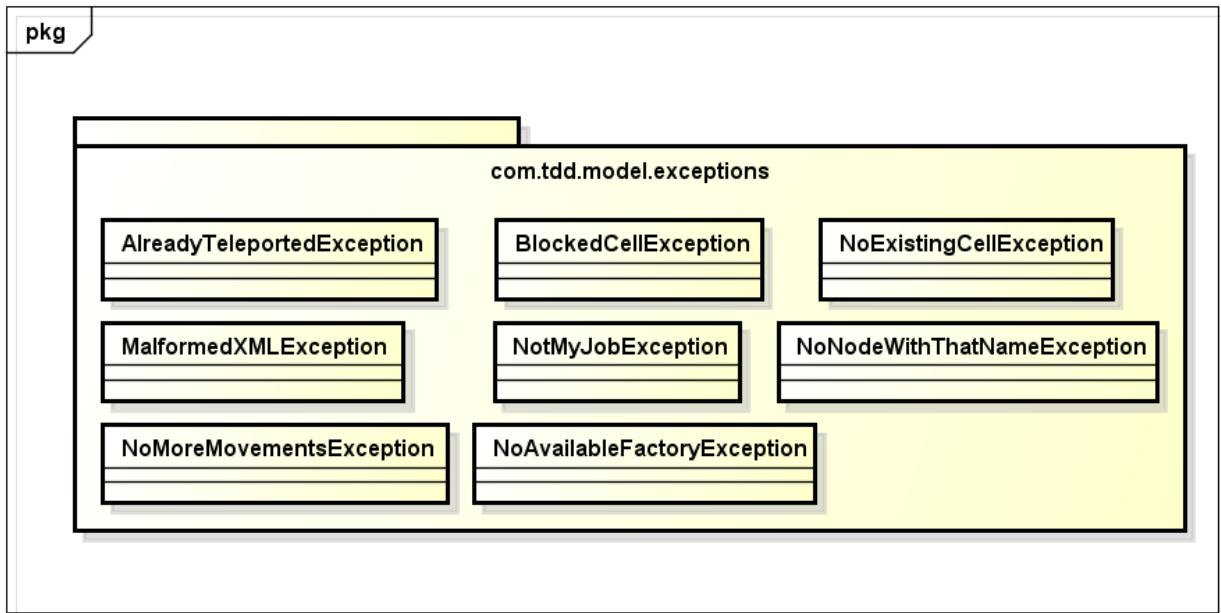 pkg
com.tdd.model.exceptions
AlreadyTeleportedException
BlockedCellException
NoExistingCellException
MalformedXMLException
NotMyJobException
NoNodeWithThatNameException
NoMoreMovementsException
NoAvailableFactoryException